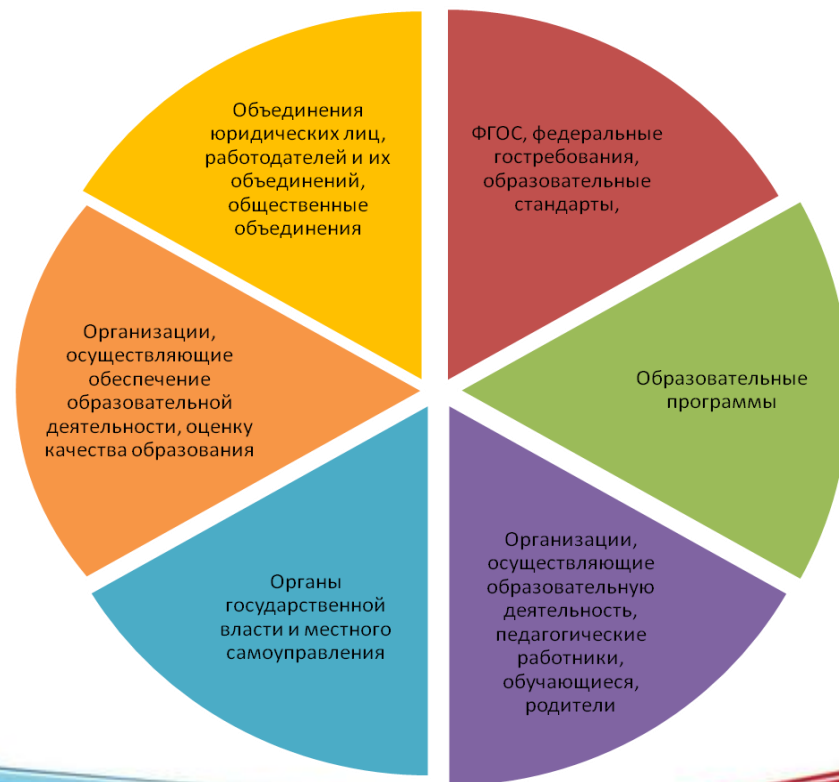 Объединения
юридических лиц,
работодателей и их
объединений,
общественные
объединения
ФГОС, федеральные
гостребования,
образовательные
стандарты,
Образовательные
программы
Организации,
осуществляющие
образовательную
деятельность,
педагогические
работники,
обучающиеся,
родители
Органы
государственной
власти и местного
самоуправления
Организации,
осуществляющие
обеспечение
образовательной
деятельности, оценку
качества образования